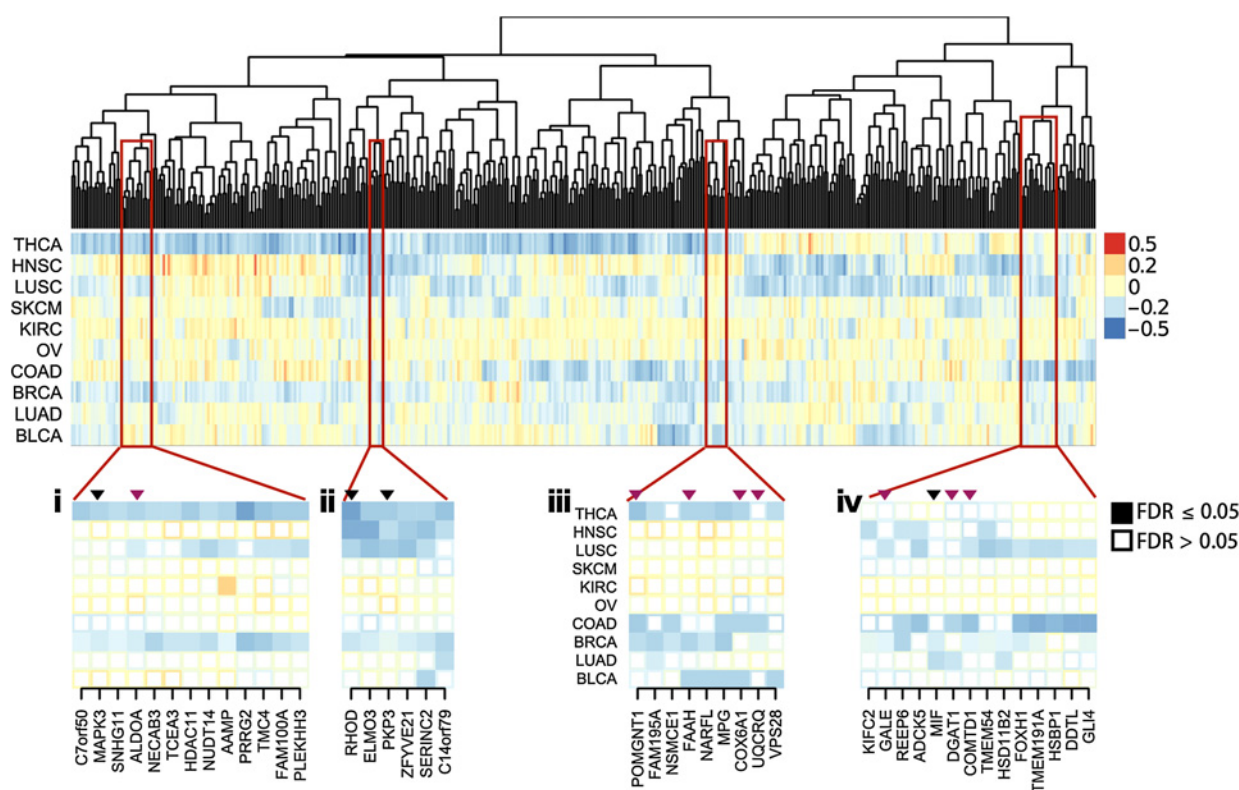 THCA
HNSC
LUSC
SKCM
KIRC
OV
COAD
BRCA
LUAD
BLCA
0.5
0.2
0
−0.2
−0.5
i
ii
iii
iv
THCA
HNSC
LUSC
SKCM
KIRC
OV
COAD
BRCA
LUAD
BLCA
FDR ≤ 0.05
FDR > 0.05
C7orf50
MAPK3
SNHG11
ALDOA
NECAB3
TCEA3
HDAC11
NUDT14
AAMP
PRRG2
TMC4
FAM100A
PLEKHH3
RHOD
ELMO3
PKP3
ZFYVE21
SERINC2
C14orf79
POMGNT1
FAM195A
NSMCE1
FAAH
NARFL
MPG
COX6A1
UQCRQ
VPS28
KIFC2
GALE
REEP6
ADCK5
MIF
DGAT1
COMTD1
TMEM54
HSD11B2
FOXH1
TMEM191A
HSBP1
DDTL
GLI4